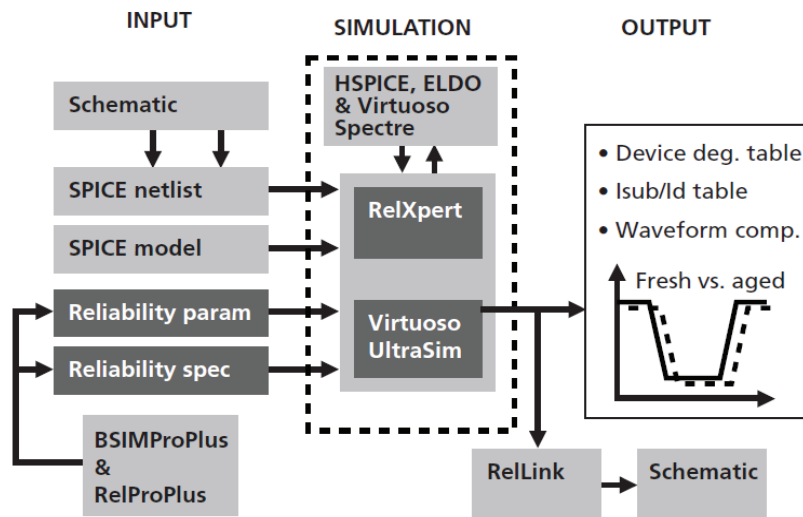 INPUT
SIMULATION
OUTPUT
Schematic
SPICE netlist
SPICE model
Reliability param
Reliability spec
BSIMProPlus
&
RelProPlus
HSPICE, ELDO
& Virtuoso
Spectre
RelXpert
Virtuoso
UltraSim
• Device deg. table
• Isub/Id table
• Waveform comp.
Fresh vs. aged
RelLink
Schematic